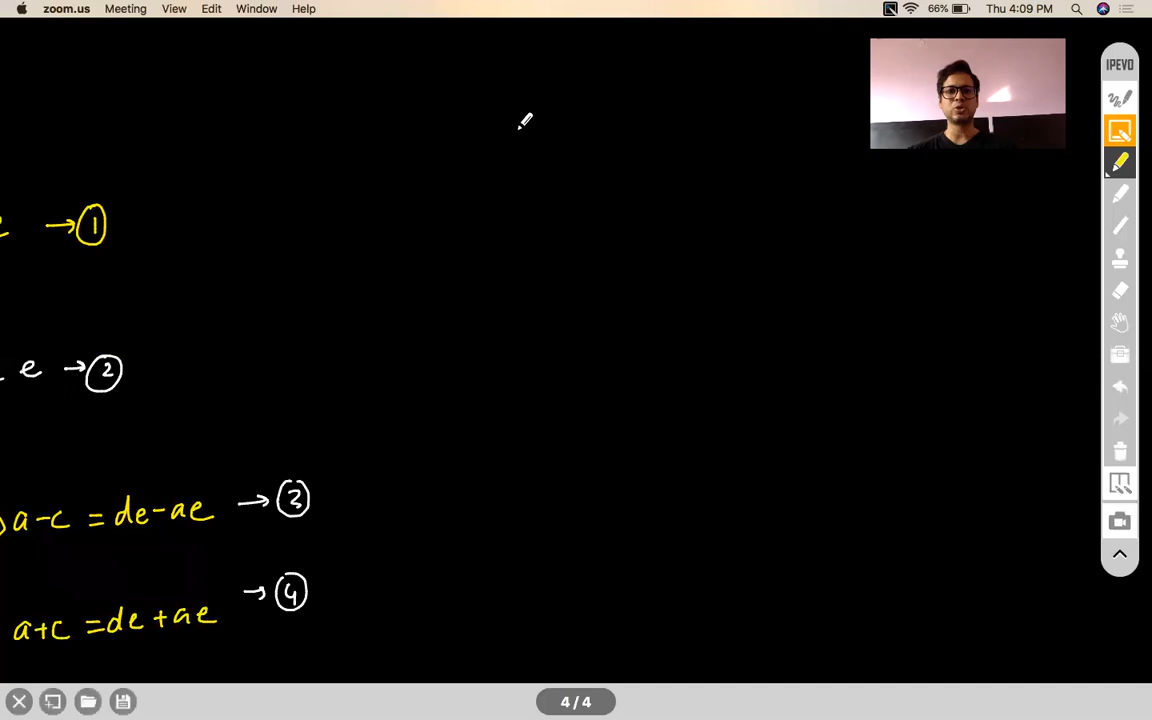 zoom.us Meeting View Edit Window Help 66% Thu 4:09 PM
IPEVO
→ ①
e → ②
a-c = de-ae → ③
a+c = de+ae → ④
4 / 4